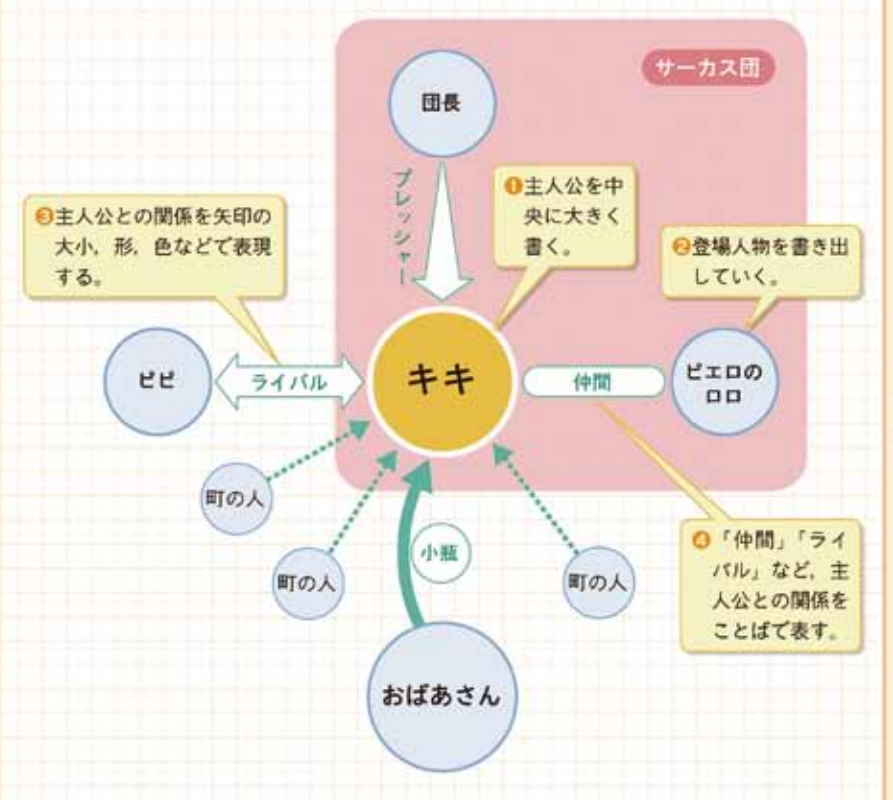 サーカス団
団長
プレッシャー
❶主人公を中
央に大きく
書く。
❸主人公との関係を矢印の
大小，形，色などで表現
する。
❷登場人物を書き出
していく。
ピピ
ライバル
キキ
仲間
ピエロの
ロロ
町の人
町の人
小瓶
町の人
❹「仲間」「ライ
バル」など，主
人公との関係を
ことばで表す。
おばあさん